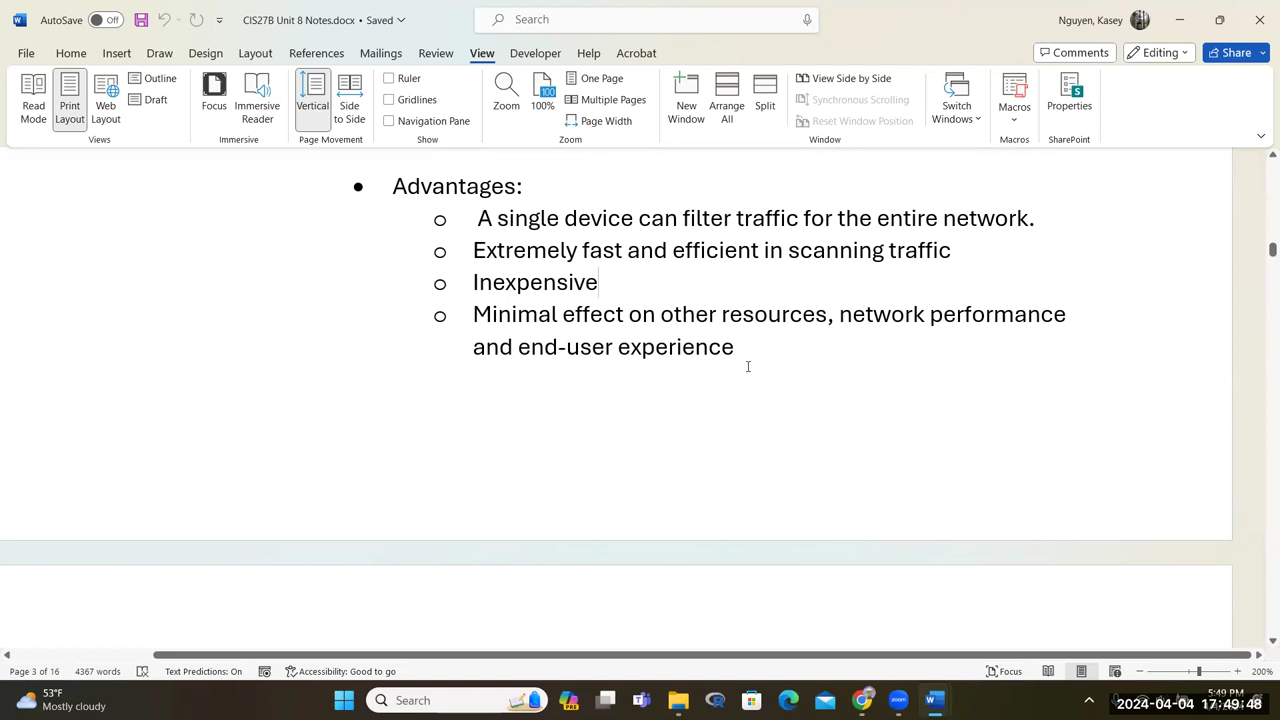 AutoSave Off CIS27B Unit 8 Notes.docx • Saved Search Nguyen, Kasey
File Home Insert Draw Design Layout References Mailings Review View Developer Help Acrobat Comments Editing Share
Read Mode Print Layout Web Layout Outline Draft
Views
Focus Immersive Reader
Immersive
Vertical Side to Side
Page Movement
Ruler
Gridlines
Navigation Pane
Show
Zoom 100% One Page Multiple Pages Page Width
Zoom
New Window Arrange All Split View Side by Side Synchronous Scrolling Reset Window Position Switch Windows
Window
Macros
Macros
Properties
SharePoint
• Advantages:
o A single device can filter traffic for the entire network.
o Extremely fast and efficient in scanning traffic
o Inexpensive
o Minimal effect on other resources, network performance
and end-user experience
Page 3 of 16 4367 words Text Predictions: On Accessibility: Good to go Focus 200%
53°F
Mostly cloudy
Search
5:49 PM
2024-04-04 17:49:48